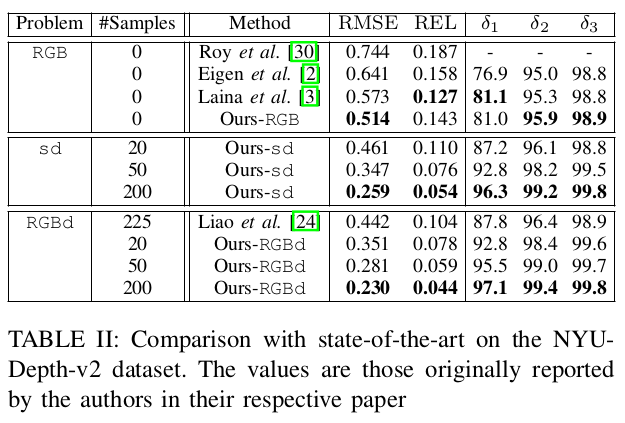 Problem #Samples Method RMSE REL δ1 δ2 δ3
RGB 0 Roy et al. [30] 0.744 0.187 - - -
0 Eigen et al. [2] 0.641 0.158 76.9 95.0 98.8
0 Laina et al. [3] 0.573 0.127 81.1 95.3 98.8
0 Ours-RGB 0.514 0.143 81.0 95.9 98.9
sd 20 Ours-sd 0.461 0.110 87.2 96.1 98.8
50 Ours-sd 0.347 0.076 92.8 98.2 99.5
200 Ours-sd 0.259 0.054 96.3 99.2 99.8
RGBd 225 Liao et al. [24] 0.442 0.104 87.8 96.4 98.9
20 Ours-RGBd 0.351 0.078 92.8 98.4 99.6
50 Ours-RGBd 0.281 0.059 95.5 99.0 99.7
200 Ours-RGBd 0.230 0.044 97.1 99.4 99.8
TABLE II: Comparison with state-of-the-art on the NYU-
Depth-v2 dataset. The values are those originally reported
by the authors in their respective paper